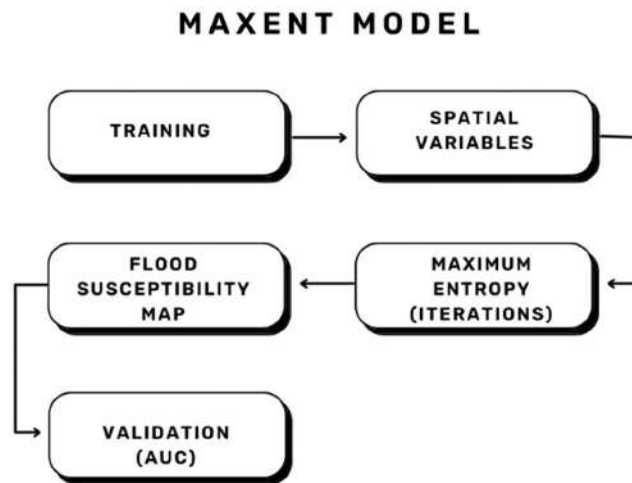 MAXENT MODEL
TRAINING
SPATIAL
VARIABLES
FLOOD
SUSCEPTIBILITY
MAP
MAXIMUM
ENTROPY
(ITERATIONS)
VALIDATION
(AUC)